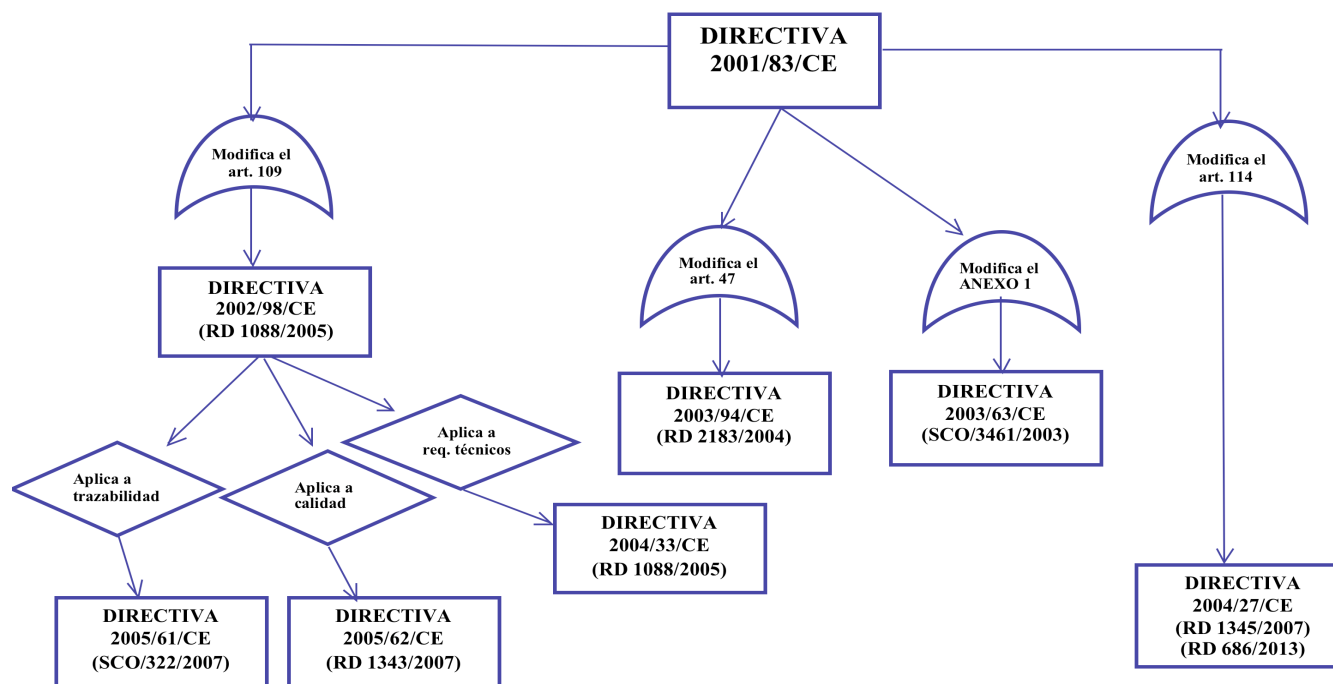 DIRECTIVA
2001/83/CE
Modifica el
art. 109
Modifica el
art. 47
Modifica el
ANEXO 1
Modifica el
art. 114
DIRECTIVA
2002/98/CE
(RD 1088/2005)
DIRECTIVA
2003/94/CE
(RD 2183/2004)
DIRECTIVA
2003/63/CE
(SCO/3461/2003)
Aplica a
trazabilidad
Aplica a
calidad
Aplica a
req. técnicos
DIRECTIVA
2004/33/CE
(RD 1088/2005)
DIRECTIVA
2005/61/CE
(SCO/322/2007)
DIRECTIVA
2005/62/CE
(RD 1343/2007)
DIRECTIVA
2004/27/CE
(RD 1345/2007)
(RD 686/2013)